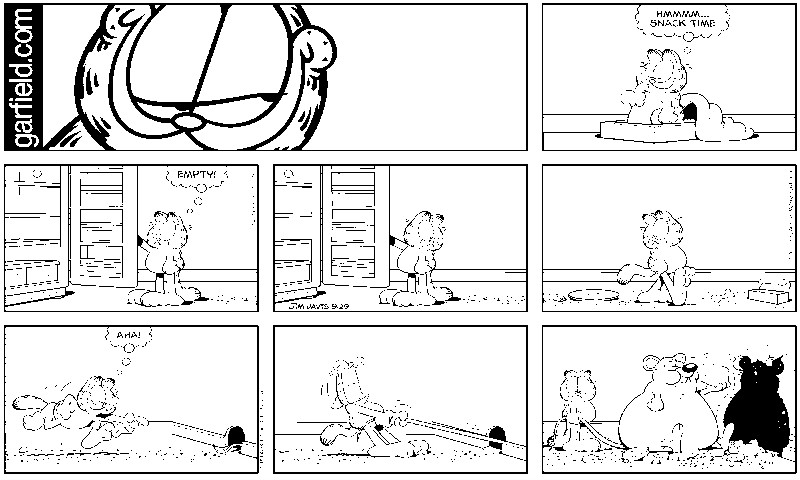 garfield.com
HMMMM...
SNACK TIME
EMPTY!
JIM DAVIS 9-29
AHA!